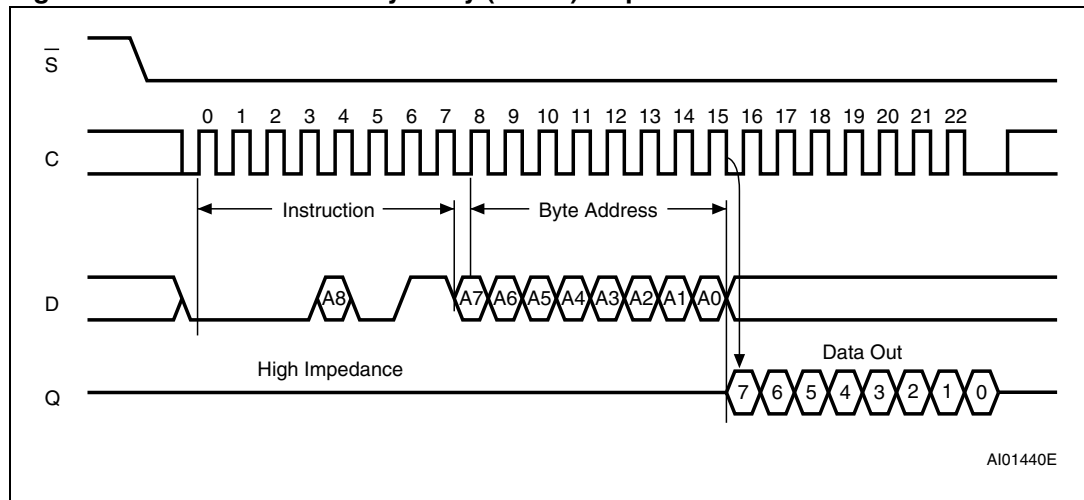 S
0 1 2 3 4 5 6 7 8 9 10 11 12 13 14 15 16 17 18 19 20 21 22
C
Instruction Byte Address
D
A8 A7 A6 A5 A4 A3 A2 A1 A0
Data Out
High Impedance
Q
7 6 5 4 3 2 1 0
AI01440E